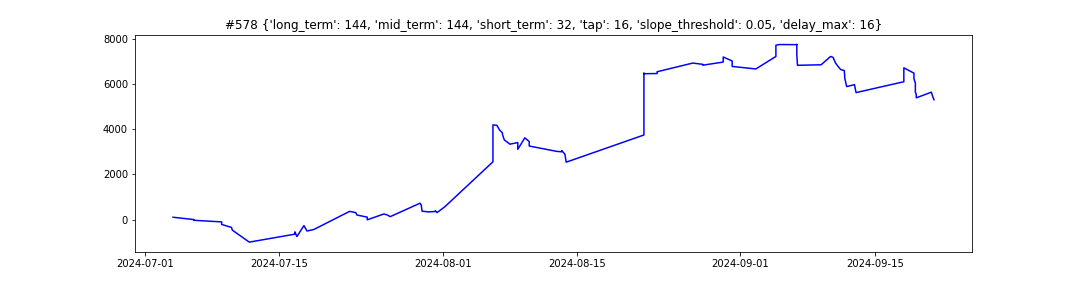 #578 {'long_term': 144, 'mid_term': 144, 'short_term': 32, 'tap': 16, 'slope_threshold': 0.05, 'delay_max': 16}
8000
6000
4000
2000
0
2024-07-01 2024-07-15 2024-08-01 2024-08-15 2024-09-01 2024-09-15